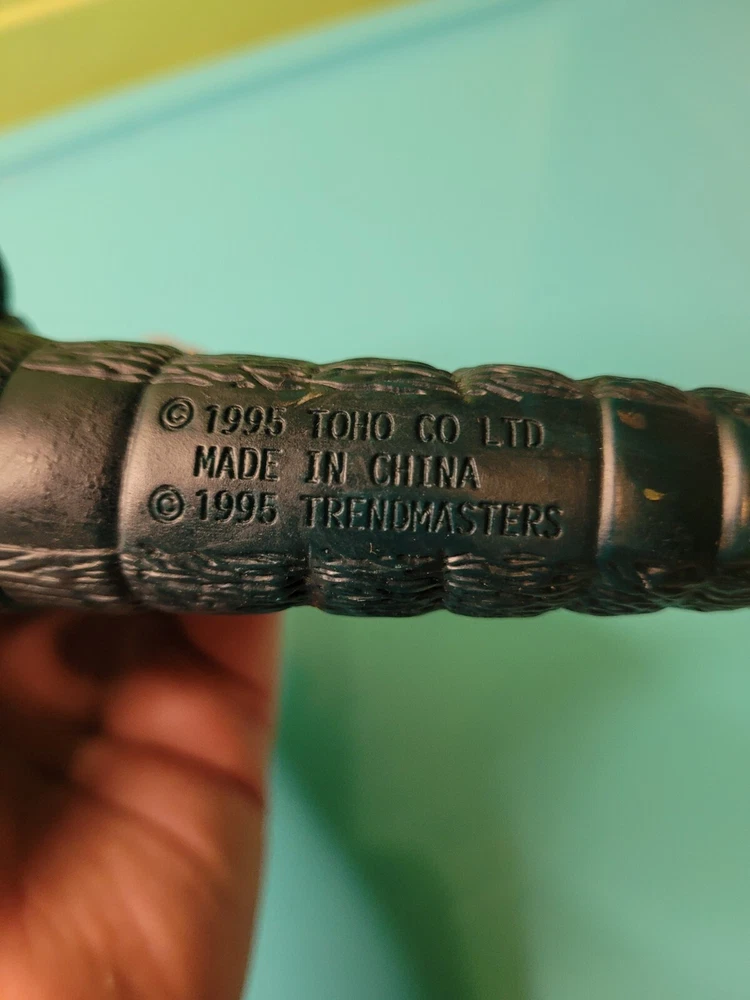 © 1995 TOHO CO LTD
MADE IN CHINA
© 1995 TRENDMASTERS